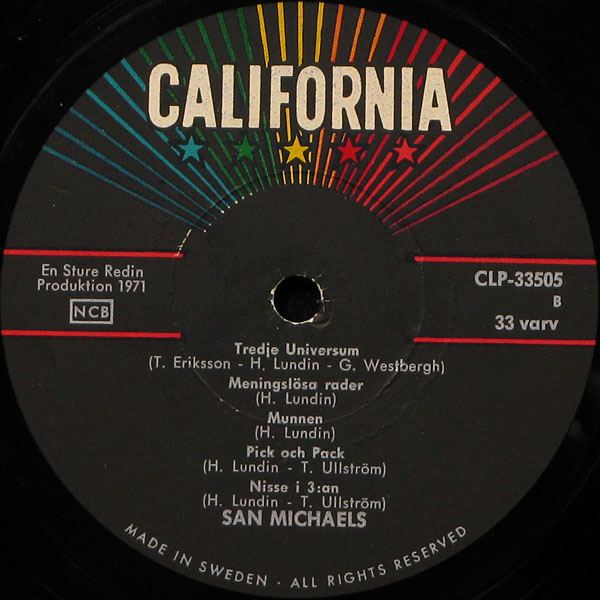 CALIFORNIA
En Sture Redin
Produktion 1971
NCB
CLP-33505
B
33 varv
Tredje Universum
(T. Eriksson - H. Lundin - G. Westbergh)
Meningslösa rader
(H. Lundin)
Munnen
(H. Lundin)
Pick och Pack
(H. Lundin - T. Ullström)
Nisse i 3:an
(H. Lundin - T. Ullström)
SAN MICHAELS
MADE IN SWEDEN - ALL RIGHTS RESERVED